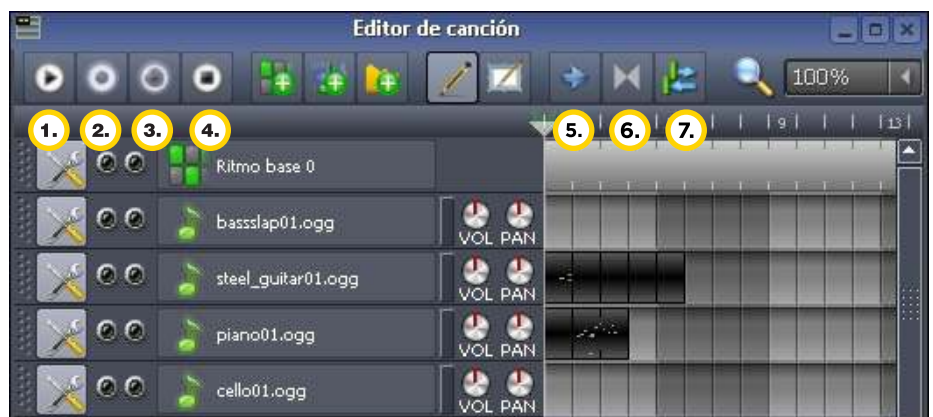 Editor de canción
100%
1. 2. 3. 4. 5. 6. 7.
9 13
Ritmo base 0
bassslap01.ogg
VOL PAN
steel_guitar01.ogg
VOL PAN
piano01.ogg
VOL PAN
cello01.ogg
VOL PAN